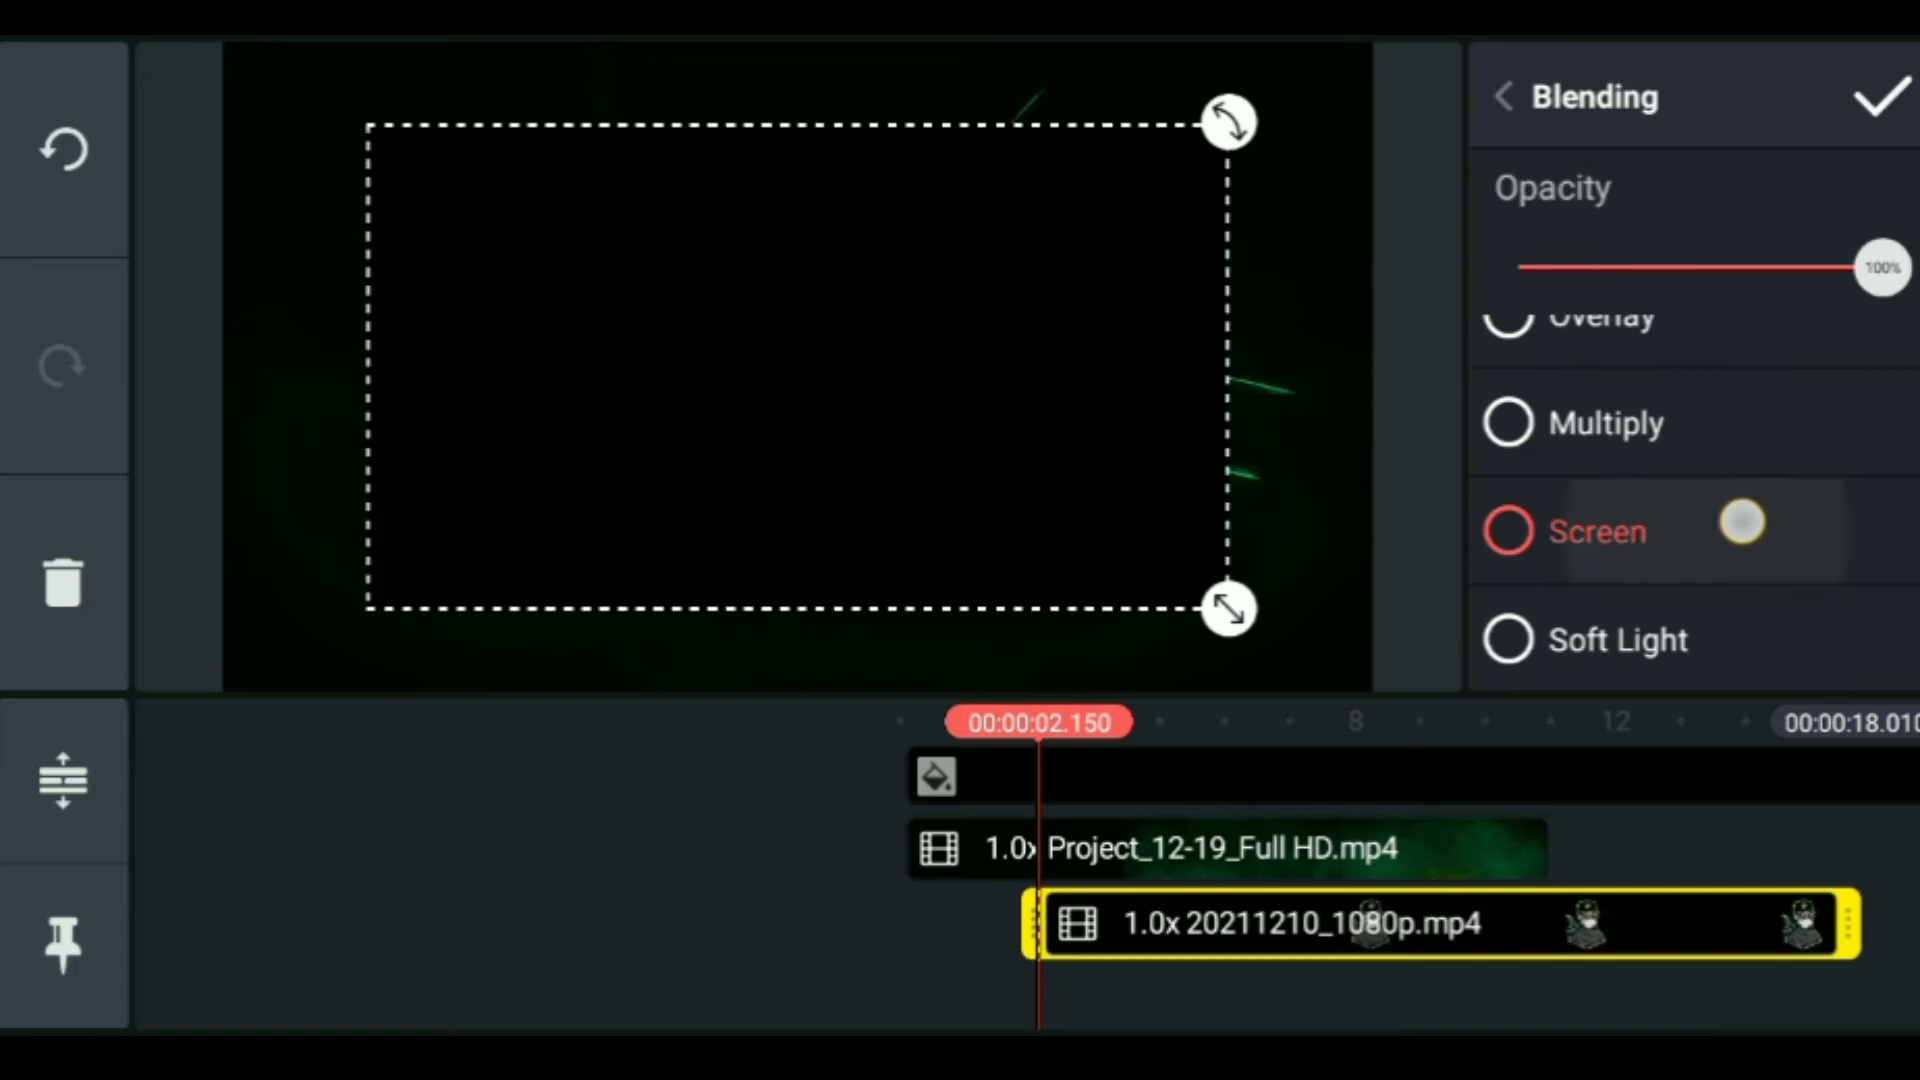 Blending
Opacity
100%
Overlay
Multiply
Screen
Soft Light
00:00:02.150
8
12
00:00:18.010
1.0x Project_12-19_Full HD.mp4
1.0x 20211210_1080p.mp4